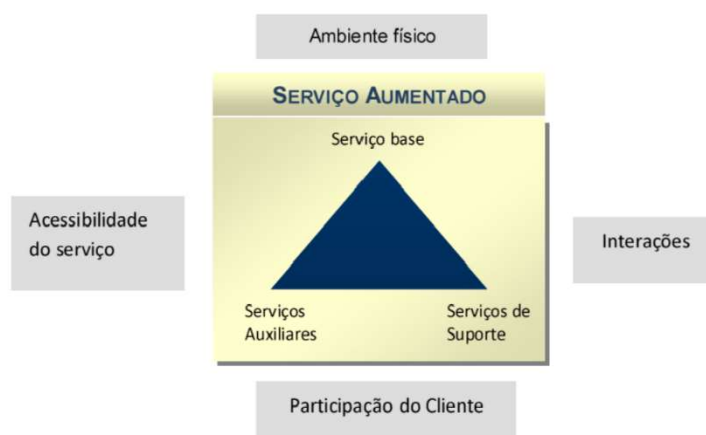 Ambiente físico
SERVIÇO AUMENTADO
Serviço base
Acessibilidade
do serviço
Interações
Serviços
Auxiliares
Serviços de
Suporte
Participação do Cliente